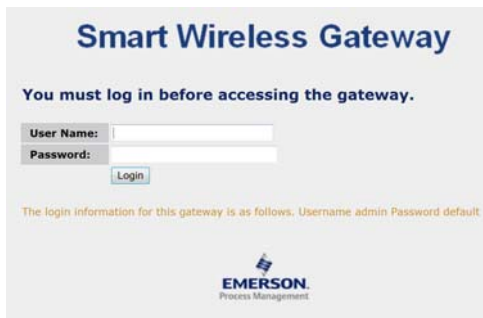 Smart Wireless Gateway
You must log in before accessing the gateway.
User Name:
Password:
Login
The login information for this gateway is as follows. Username admin Password default
EMERSON.
Process Management